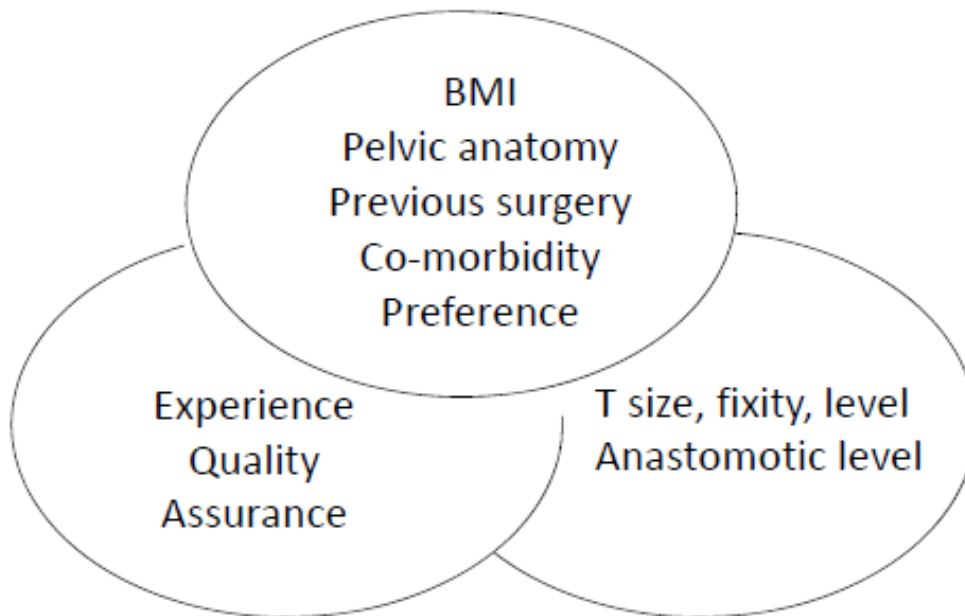 BMI
Pelvic anatomy
Previous surgery
Co-morbidity
Preference
Experience
Quality
Assurance
T size, fixity, level
Anastomotic level